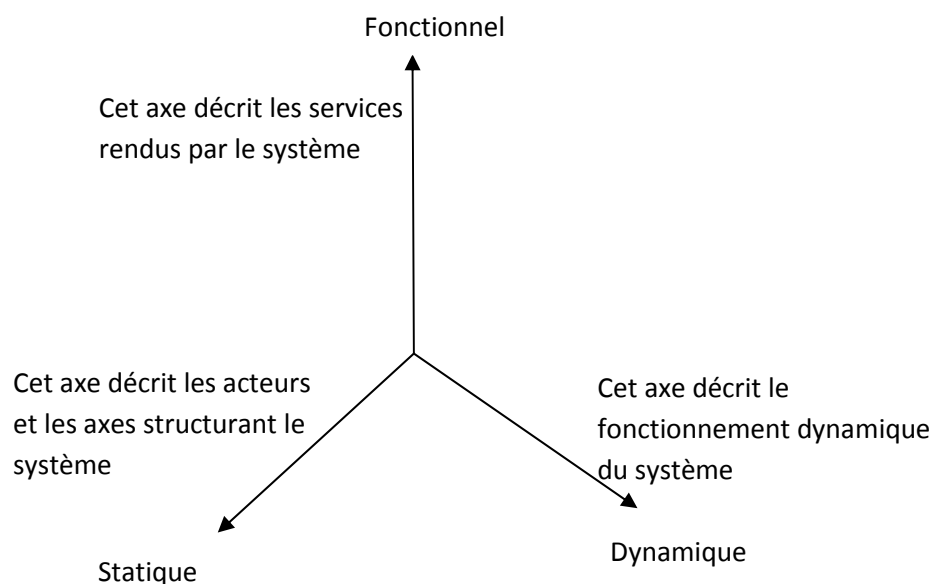 Fonctionnel
Cet axe décrit les services
rendus par le système
Cet axe décrit les acteurs
et les axes structurant le
système
Cet axe décrit le
fonctionnement dynamique
du système
Statique
Dynamique